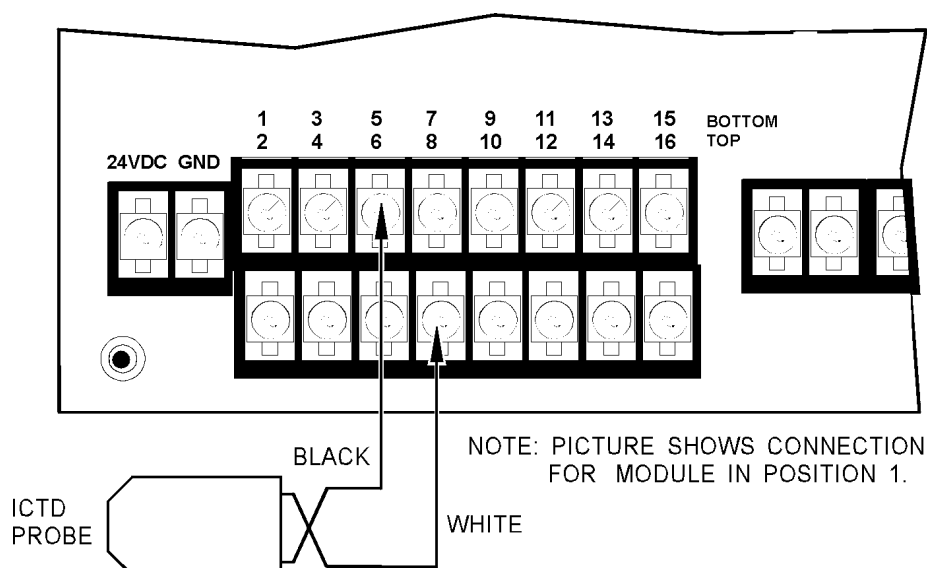 1 3 5 7 9 11 13 15 BOTTOM
2 4 6 8 10 12 14 16 TOP
24VDC GND
BLACK
NOTE: PICTURE SHOWS CONNECTION
FOR MODULE IN POSITION 1.
ICTD
PROBE
WHITE